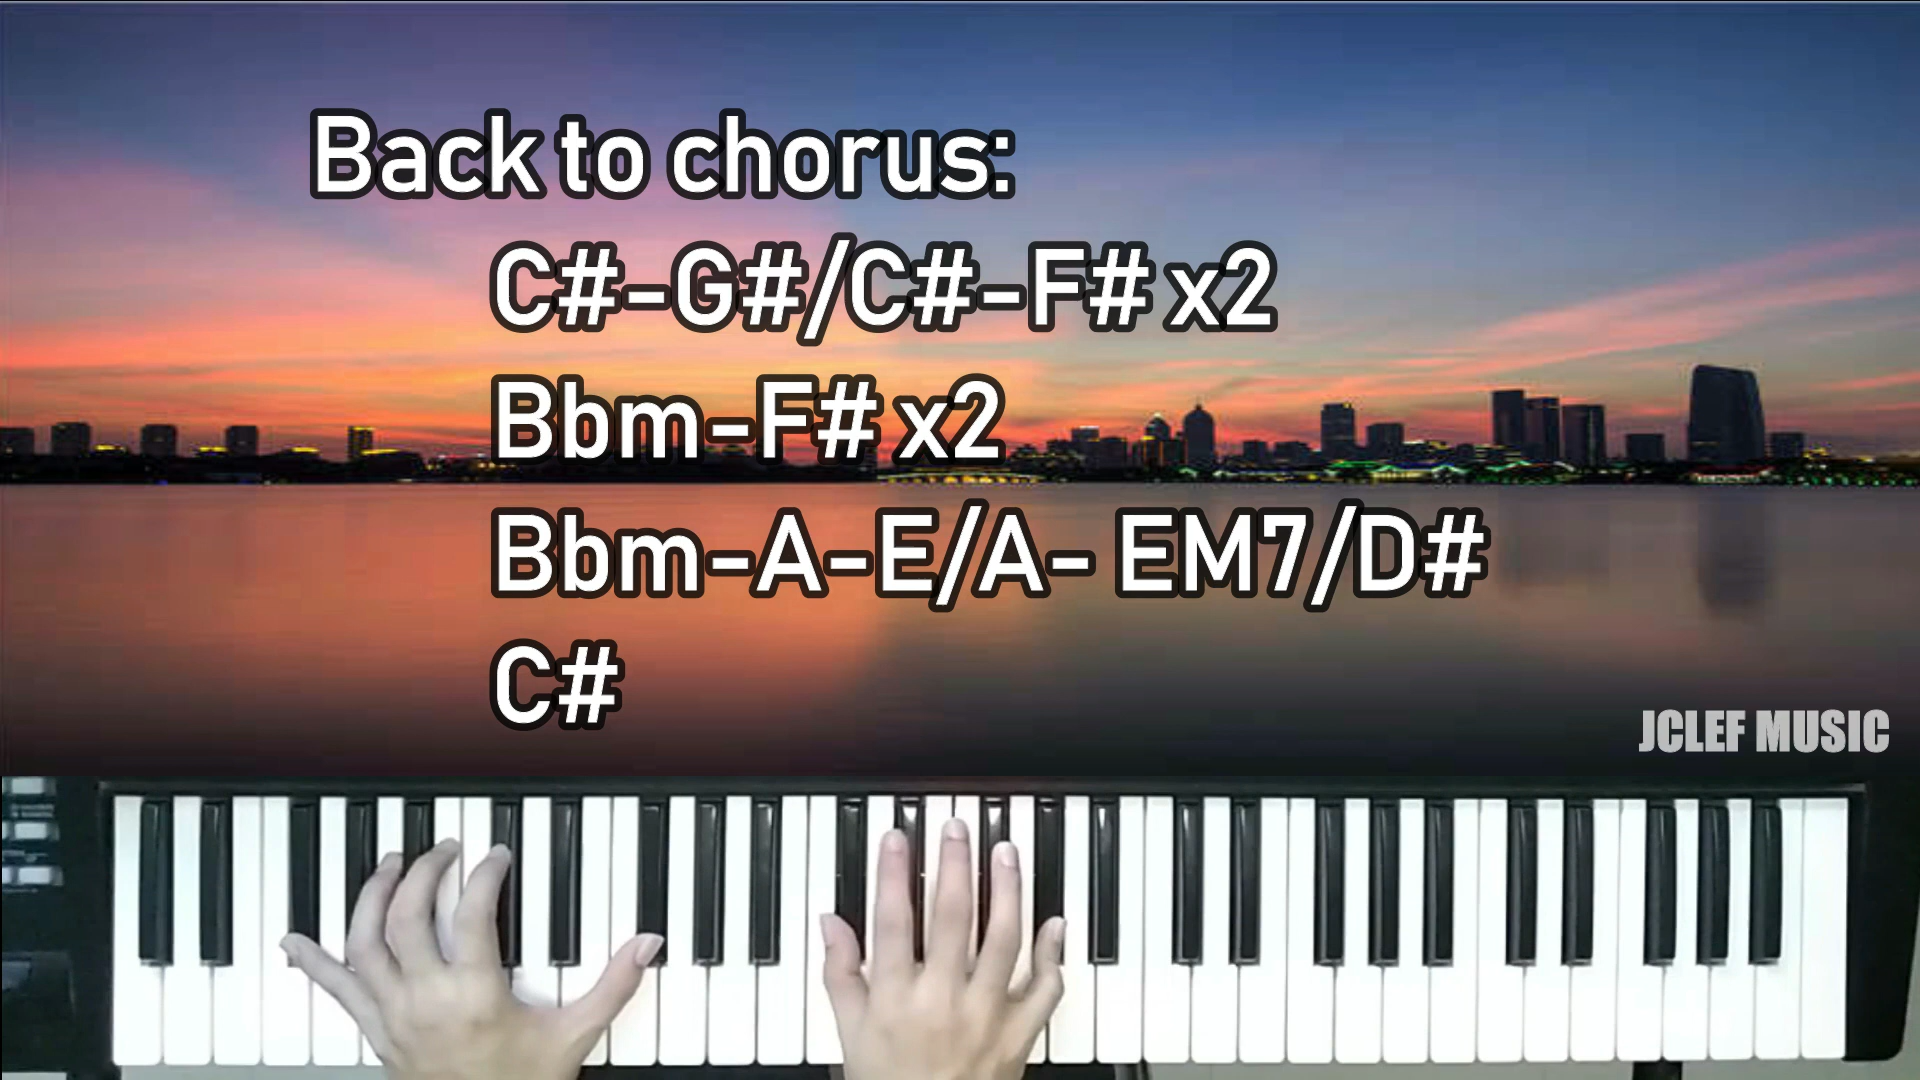 Back to chorus:
C#-G#/C#-F# x2
Bbm-F# x2
Bbm-A-E/A- EM7/D#
C#
JCLEF MUSIC